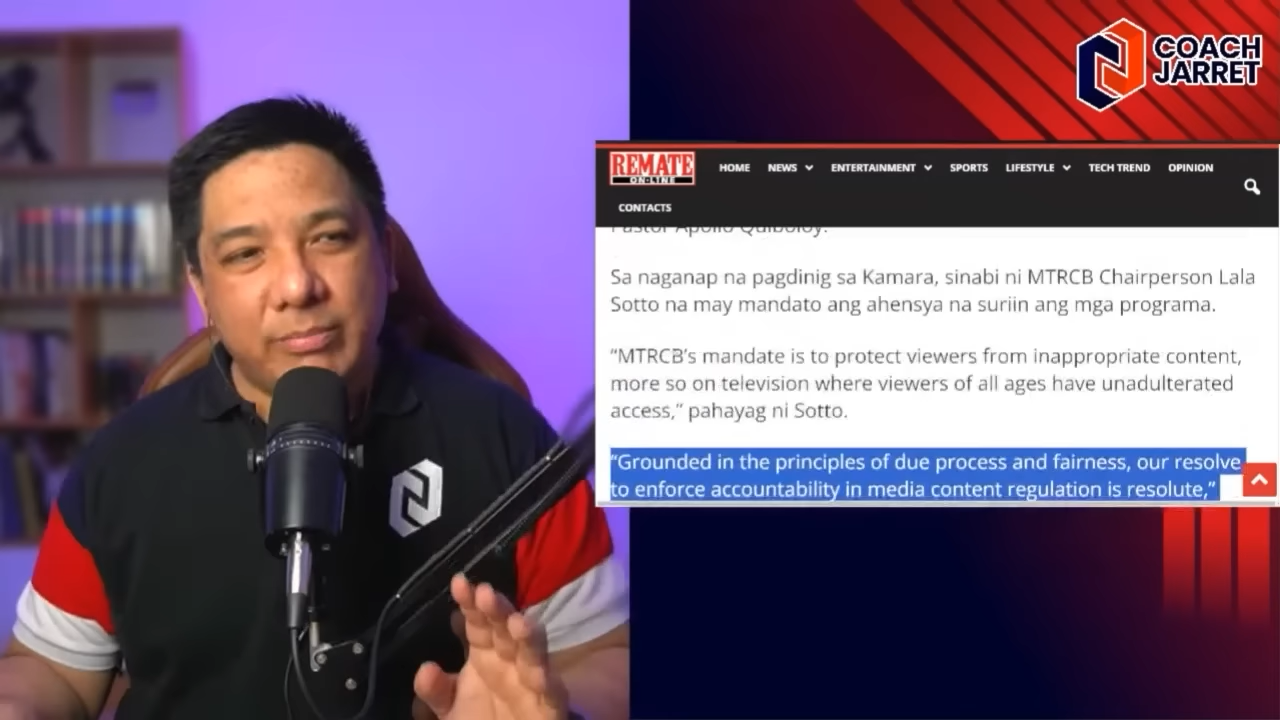 COACH
JARRET
REMATE
ON-LINE
HOME NEWS ENTERTAINMENT SPORTS LIFESTYLE TECH TREND OPINION
CONTACTS
Pastor Apollo Quiboloy.
Sa naganap na pagdinig sa Kamara, sinabi ni MTRCB Chairperson Lala
Sotto na may mandato ang ahensya na suriin ang mga programa.
“MTRCB’s mandate is to protect viewers from inappropriate content,
more so on television where viewers of all ages have unadulterated
access,” pahayag ni Sotto.
“Grounded in the principles of due process and fairness, our resolve
to enforce accountability in media content regulation is resolute,”